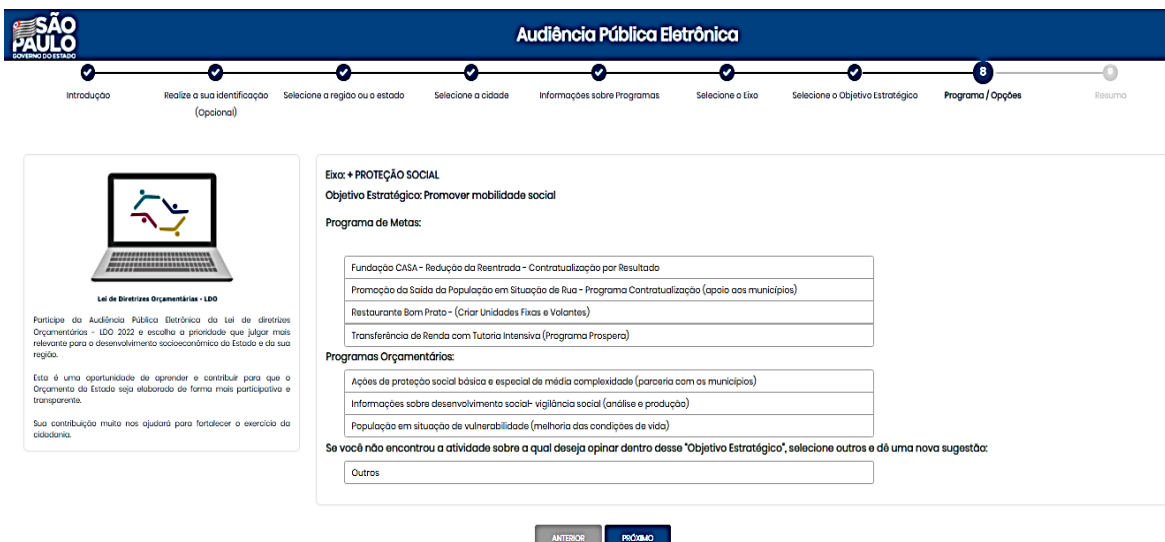 SÃO
PAULO
GOVERNO DO ESTADO
Audiência Pública Eletrônica
8
9
Introdução
Realize a sua identificação
(Opcional)
Selecione a região ou o estado
Selecione a cidade
Informações sobre Programas
Selecione o Eixo
Selecione o Objetivo Estratégico
Programa / Opções
Resumo
Lei de Diretrizes Orçamentárias - LDO
Participe da Audiência Pública Eletrônica da Lei de diretrizes
Orçamentárias - LDO 2022 e escolha a prioridade que julgar mais
relevante para o desenvolvimento socioeconômico do Estado e da sua
região.
Esta é uma oportunidade de aprender e contribuir para que o
Orçamento do Estado seja elaborado de forma mais participativa e
transparente.
Sua contribuição muito nos ajudará para fortalecer o exercício da
cidadania.
Eixo: + PROTEÇÃO SOCIAL
Objetivo Estratégico: Promover mobilidade social
Programa de Metas:
Fundação CASA - Redução da Reentrada - Contratualização por Resultado
Promoção da Saída da População em Situação de Rua - Programa Contratualização (apoio aos municípios)
Restaurante Bom Prato - (Criar Unidades Fixas e Volantes)
Transferência de Renda com Tutoria Intensiva (Programa Prospera)
Programas Orçamentários:
Ações de proteção social básica e especial de média complexidade (parceria com os municípios)
Informações sobre desenvolvimento social- vigilância social (análise e produção)
População em situação de vulnerabilidade (melhoria das condições de vida)
Se você não encontrou a atividade sobre a qual deseja opinar dentro desse "Objetivo Estratégico", selecione outros e dê uma nova sugestão:
Outros
ANTERIOR
PRÓXIMO